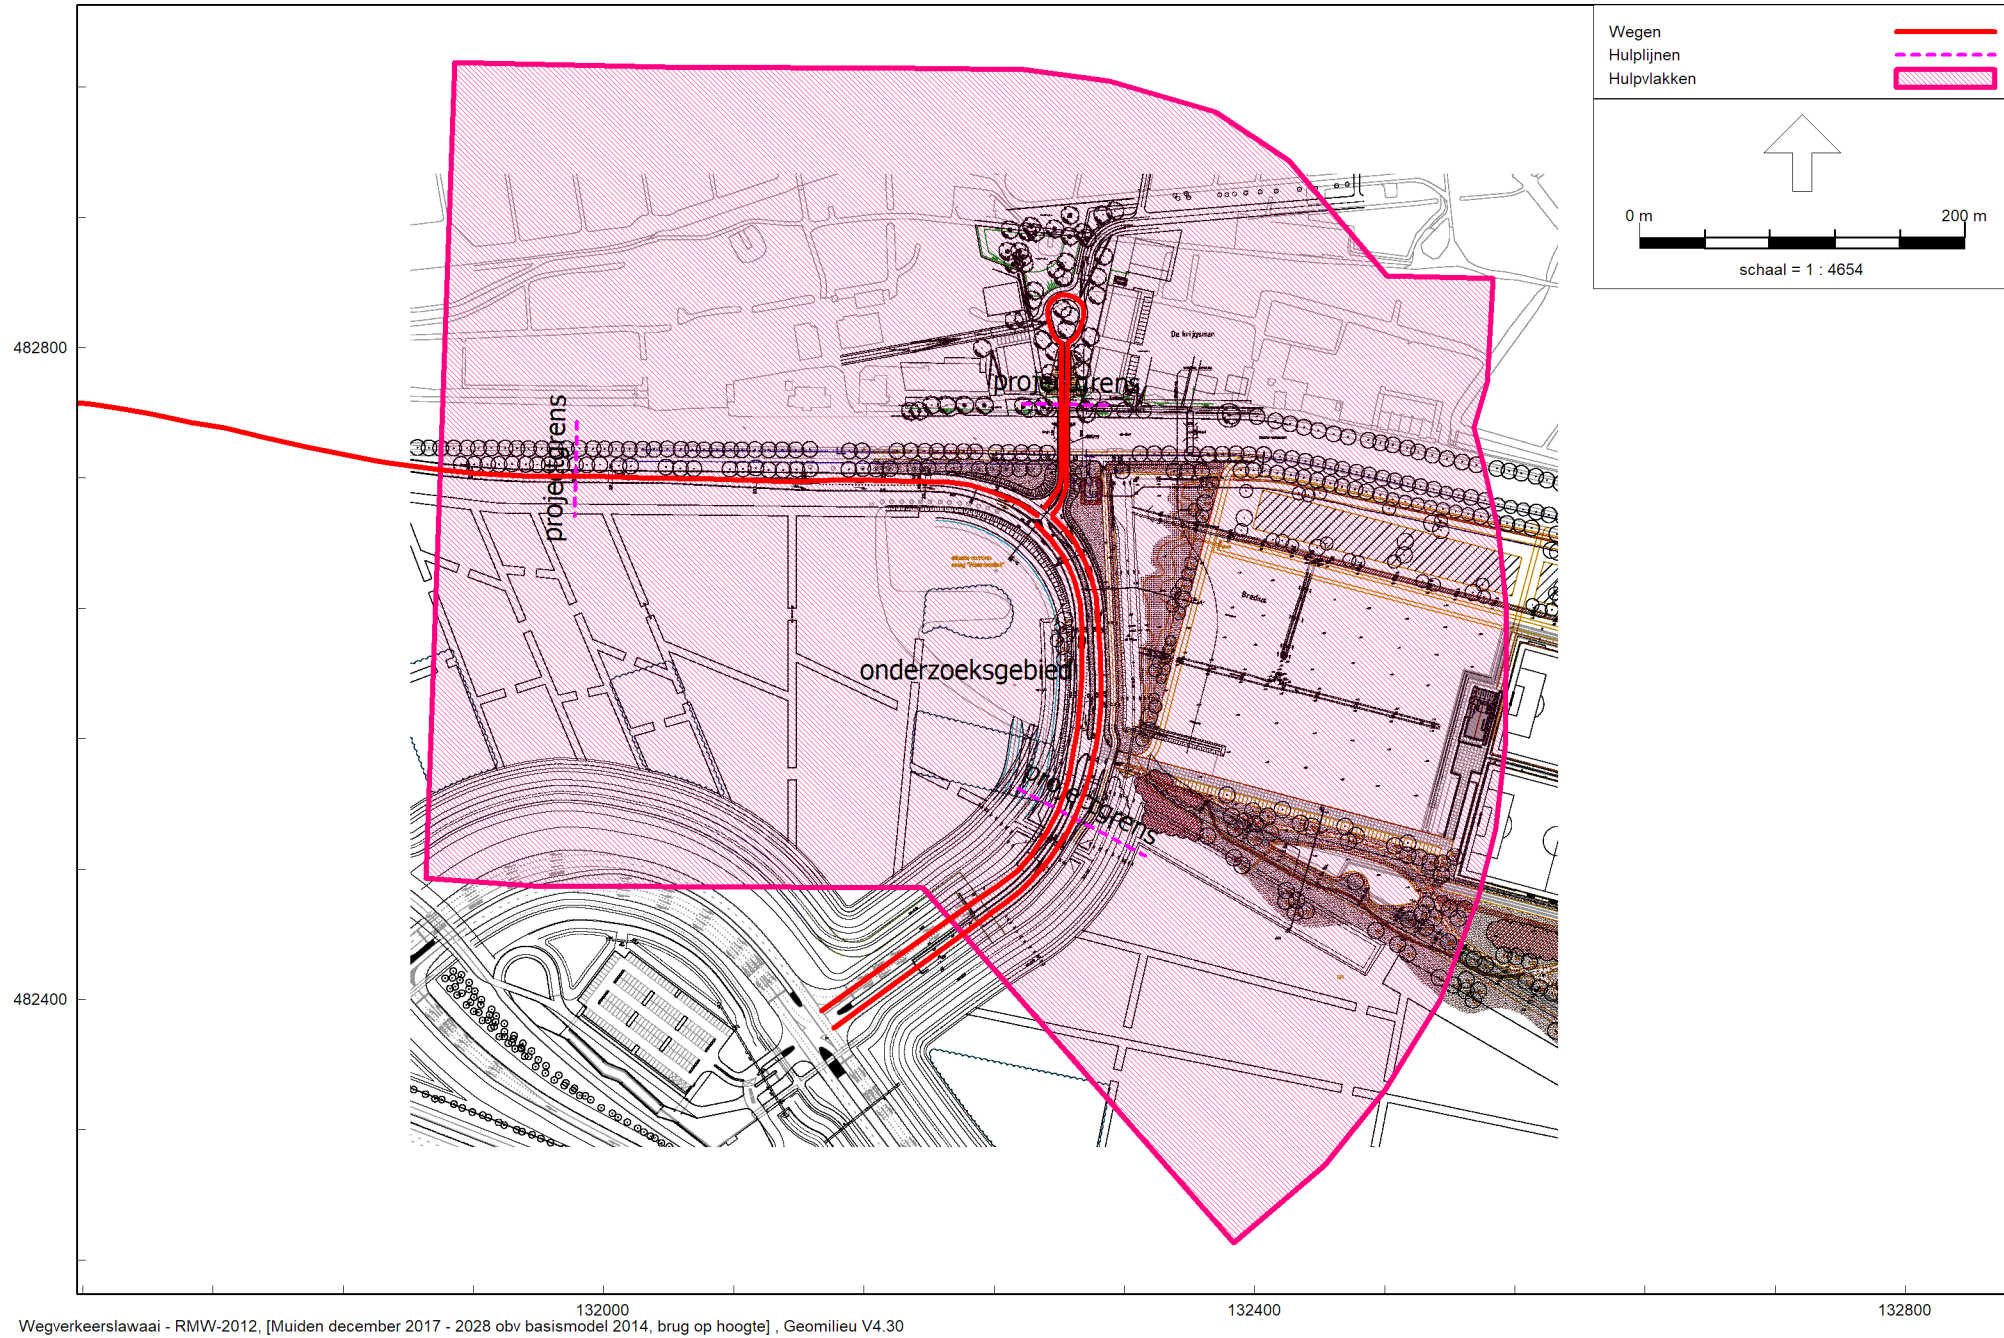 Wegen
Hulplijnen
Hulpvlakken
0 m
200 m
schaal = 1 : 4654
482800
De krijgsman
projectgrens
projectgrens
Bredius
onderzoeksgebied
projectgrens
482400
132000
132400
132800
Wegverkeerslawaai - RMW-2012, [Muiden december 2017 - 2028 obv basismodel 2014, brug op hoogte] , Geomilieu V4.30